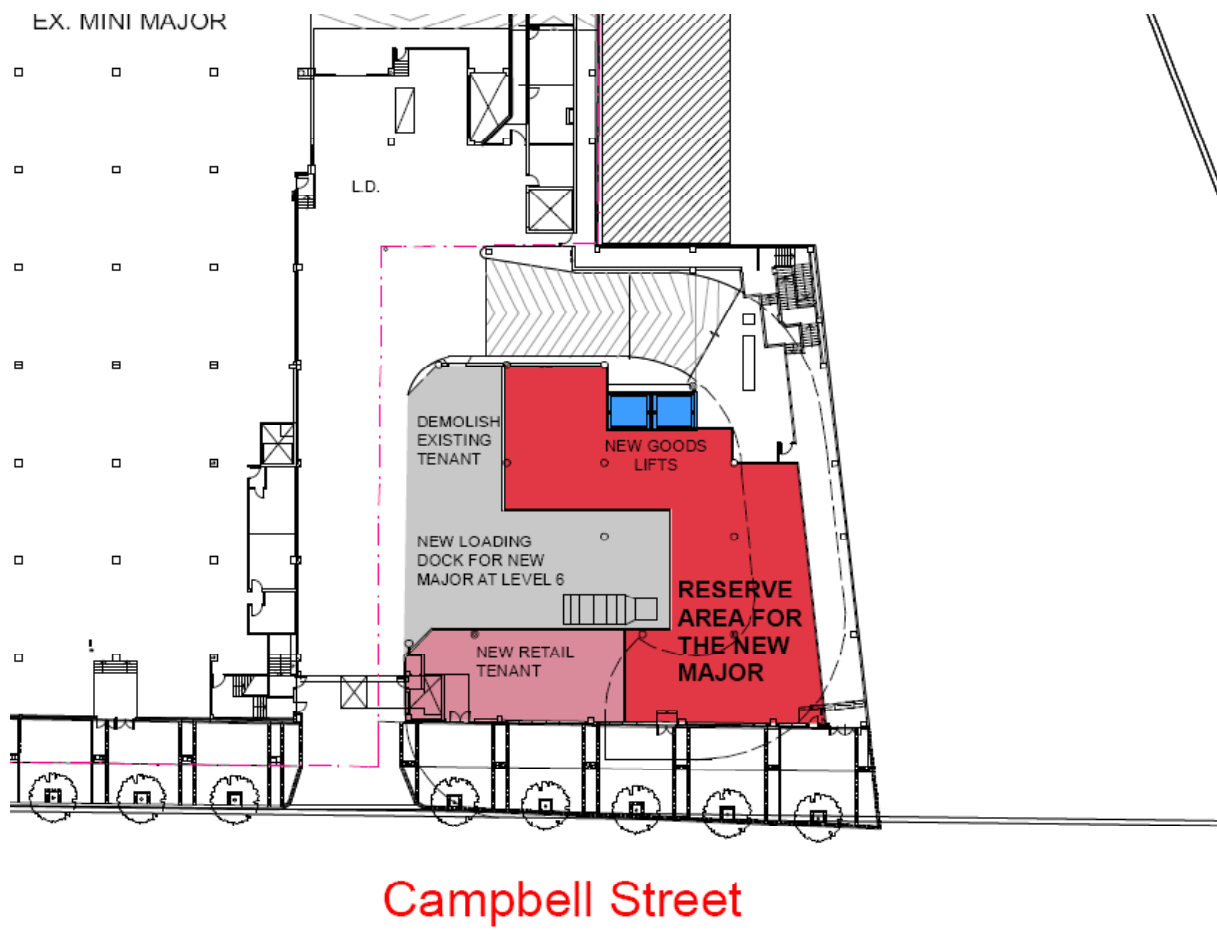 EX. MINI MAJOR
L.D.
DEMOLISH
EXISTING
TENANT
NEW GOODS
LIFTS
NEW LOADING
DOCK FOR NEW
MAJOR AT LEVEL 6
RESERVE
AREA FOR
THE NEW
MAJOR
NEW RETAIL
TENANT
Campbell Street